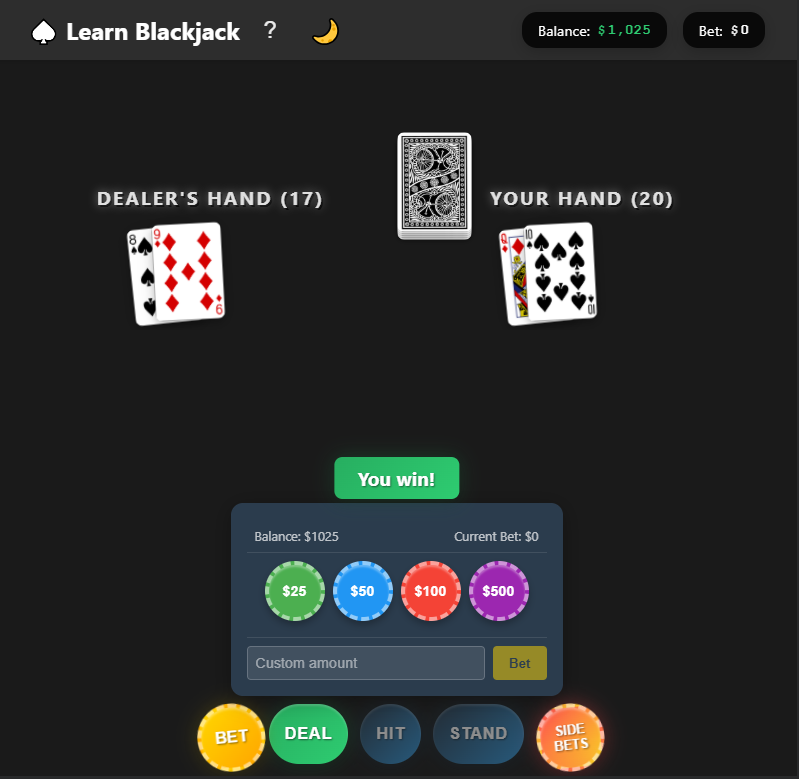 Learn Blackjack ?
Balance: $1,025 Bet: $0
DEALER'S HAND (17)
YOUR HAND (20)
8 9 6
Q 10 10
You win!
Balance: $1025 Current Bet: $0
$25 $50 $100 $500
Custom amount Bet
BET DEAL HIT STAND SIDE
BETS